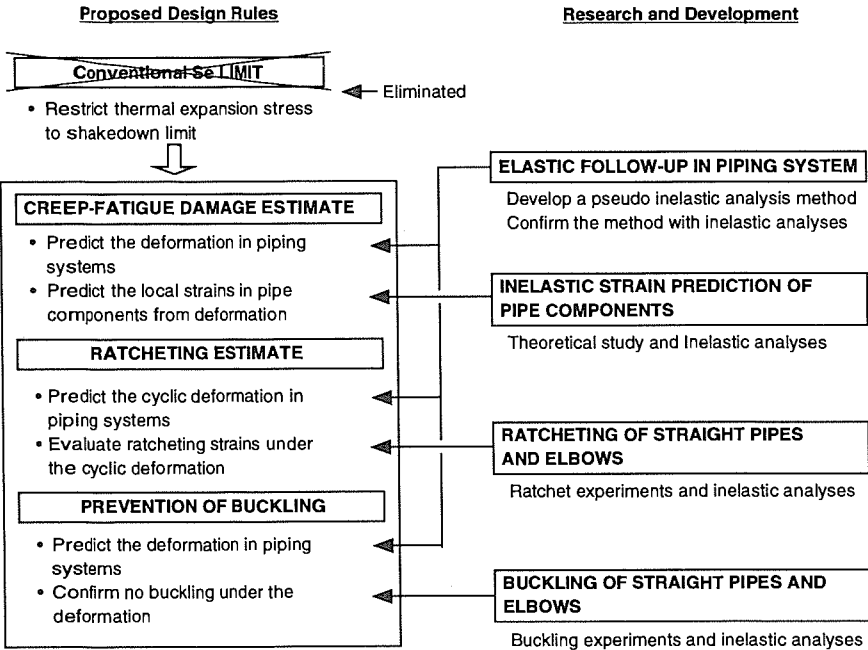 Proposed Design Rules
Conventional Se LIMIT
Eliminated
• Restrict thermal expansion stress
to shakedown limit
CREEP-FATIGUE DAMAGE ESTIMATE
• Predict the deformation in piping
systems
• Predict the local strains in pipe
components from deformation
RATCHETING ESTIMATE
• Predict the cyclic deformation in
piping systems
• Evaluate ratcheting strains under
the cyclic deformation
PREVENTION OF BUCKLING
• Predict the deformation in piping
systems
• Confirm no buckling under the
deformation
Research and Development
ELASTIC FOLLOW-UP IN PIPING SYSTEM
Develop a pseudo inelastic analysis method
Confirm the method with inelastic analyses
INELASTIC STRAIN PREDICTION OF
PIPE COMPONENTS
Theoretical study and Inelastic analyses
RATCHETING OF STRAIGHT PIPES
AND ELBOWS
Ratchet experiments and inelastic analyses
BUCKLING OF STRAIGHT PIPES AND
ELBOWS
Buckling experiments and inelastic analyses